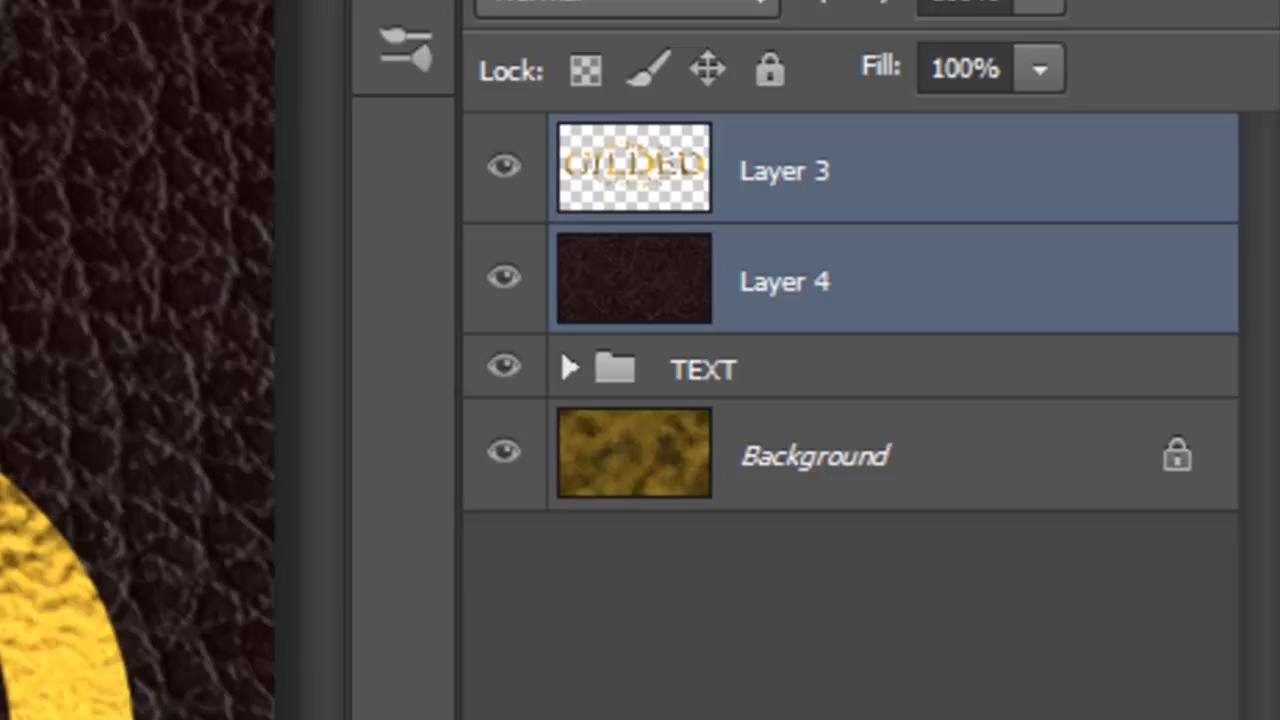 Lock:
Fill: 100%
GILDED
Layer 3
Layer 4
TEXT
Background